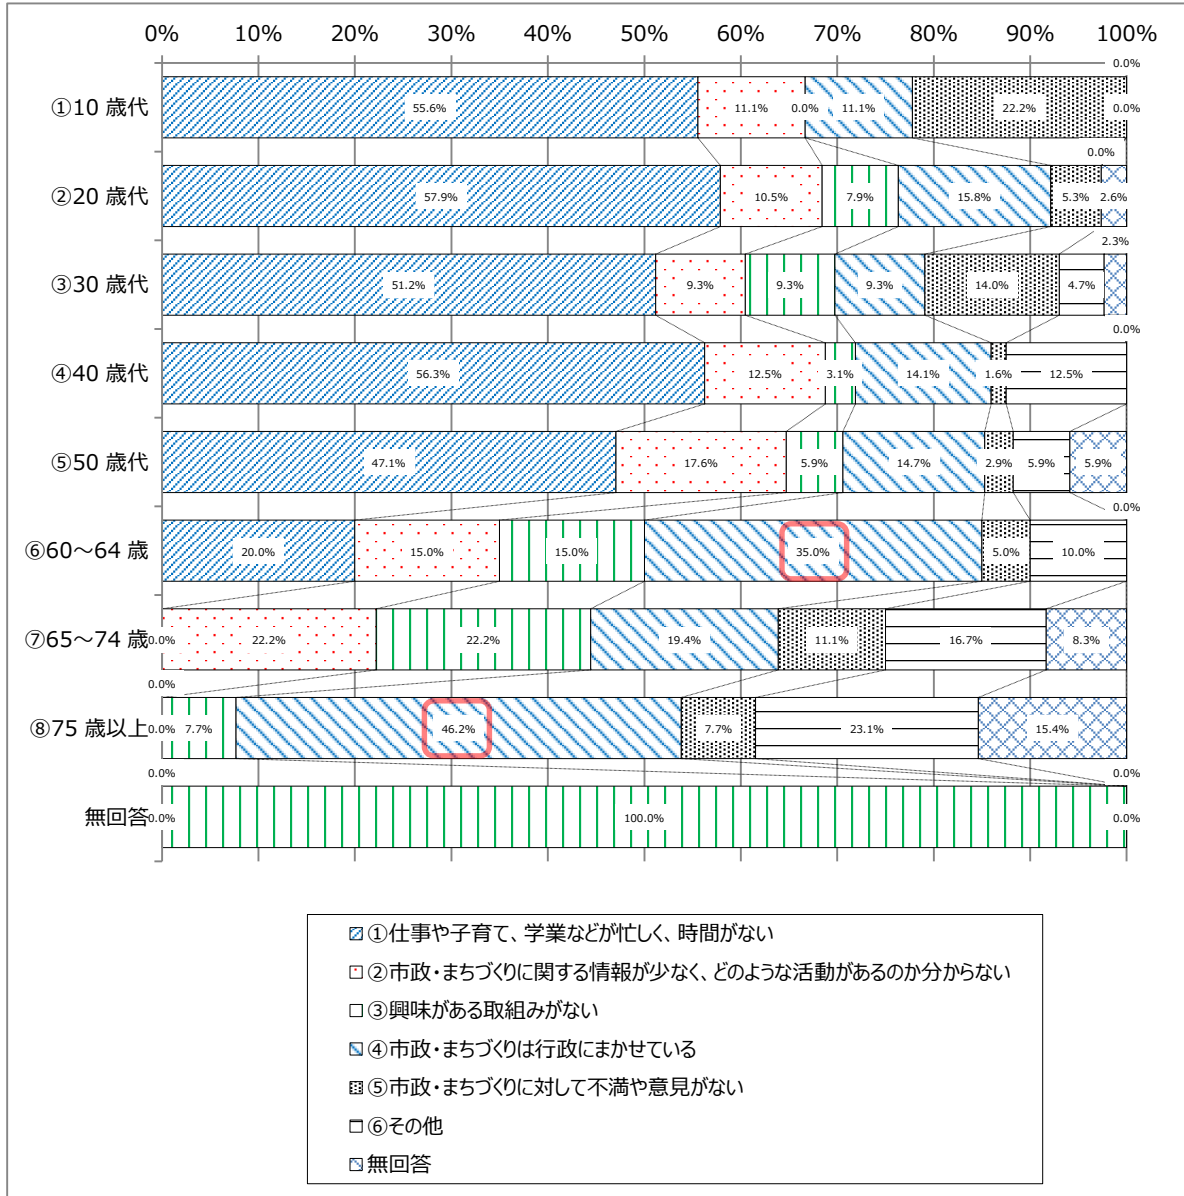 0% 10% 20% 30% 40% 50% 60% 70% 80% 90% 100%
0.0%
①10 歳代 55.6% 11.1% 0.0% 11.1% 22.2% 0.0%
0.0%
②20 歳代 57.9% 10.5% 7.9% 15.8% 5.3% 2.6%
2.3%
③30 歳代 51.2% 9.3% 9.3% 9.3% 14.0% 4.7%
0.0%
④40 歳代 56.3% 12.5% 3.1% 14.1% 1.6% 12.5%
⑤50 歳代 47.1% 17.6% 5.9% 14.7% 2.9% 5.9% 5.9%
0.0%
⑥60～64 歳 20.0% 15.0% 15.0% 35.0% 5.0% 10.0%
⑦65～74 歳 0.0% 22.2% 22.2% 19.4% 11.1% 16.7% 8.3%
0.0%
⑧75 歳以上 0.0% 7.7% 46.2% 7.7% 23.1% 15.4%
0.0% 0.0%
無回答 0.0% 100.0% 0.0%
①仕事や子育て、学業などが忙しく、時間がない
②市政・まちづくりに関する情報が少なく、どのような活動があるのか分からない
③興味がある取組みがない
④市政・まちづくりは行政にまかせている
⑤市政・まちづくりに対して不満や意見がない
⑥その他
無回答